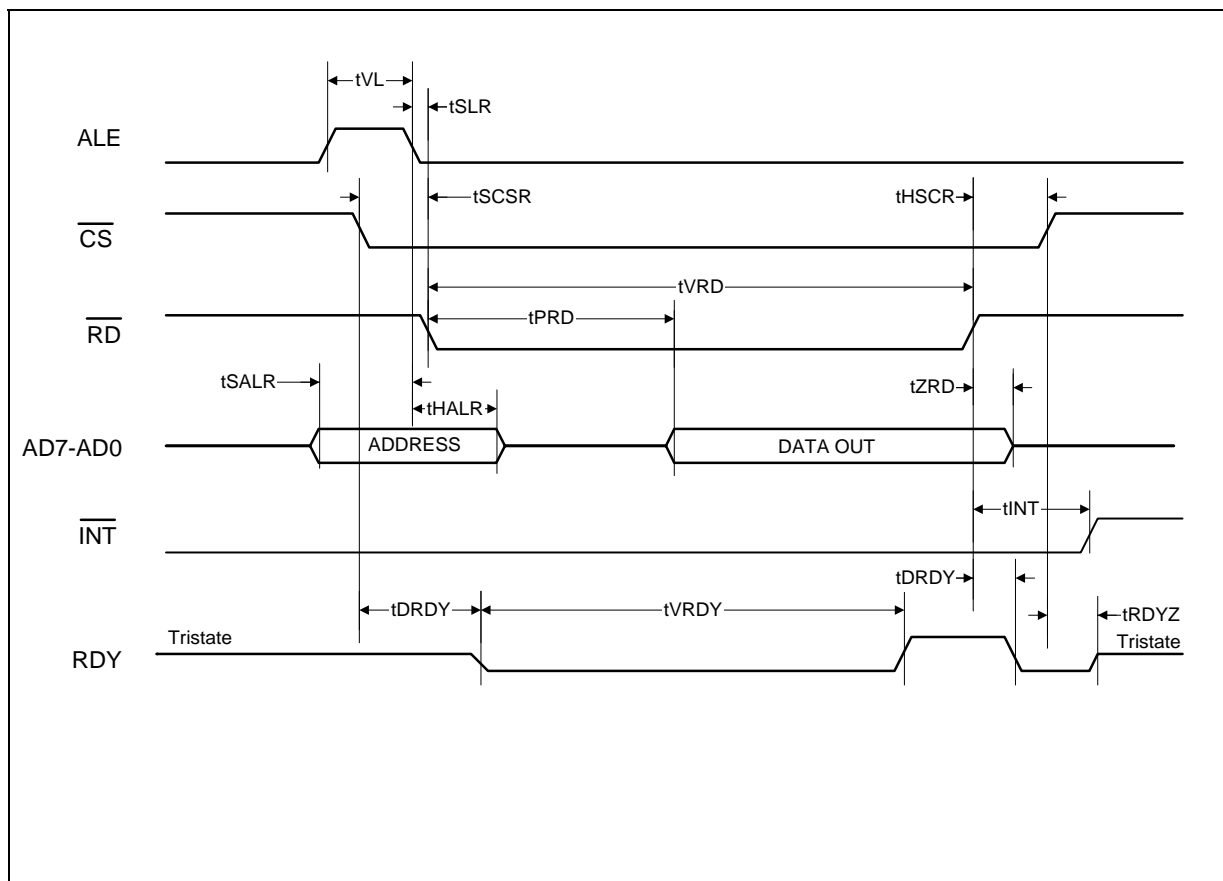 tVL
tSLR
ALE
tSCSR
tHSCR
CS
tVRD
tPRD
RD
tSALR
tZRD
tHALR
AD7-AD0
ADDRESS
DATA OUT
tINT
INT
tDRDY
tDRDY
tVRDY
tRDYZ
Tristate
Tristate
RDY